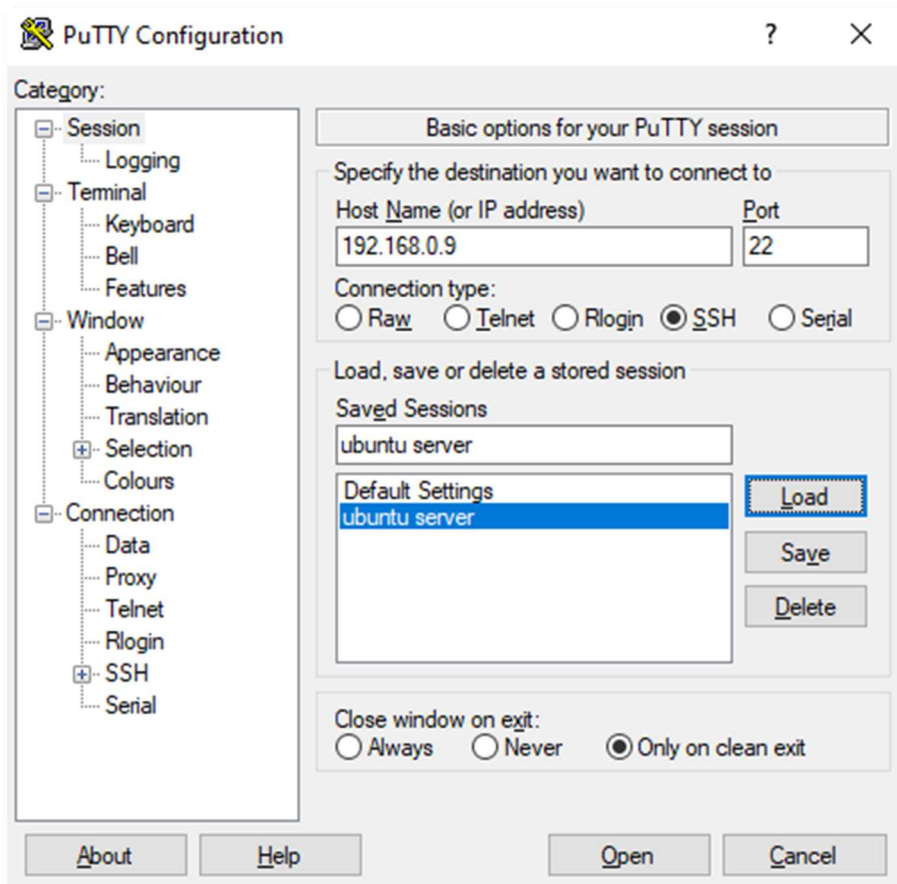 PuTTY Configuration
?
Category:
Session
Logging
Terminal
Keyboard
Bell
Features
Window
Appearance
Behaviour
Translation
Selection
Colours
Connection
Data
Proxy
Telnet
Rlogin
SSH
Serial
Basic options for your PuTTY session
Specify the destination you want to connect to
Host Name (or IP address) Port
192.168.0.9 22
Connection type:
Raw Telnet Rlogin SSH Serial
Load, save or delete a stored session
Saved Sessions
ubuntu server
Default Settings
ubuntu server
Load
Save
Delete
Close window on exit:
Always Never Only on clean exit
About Help Open Cancel